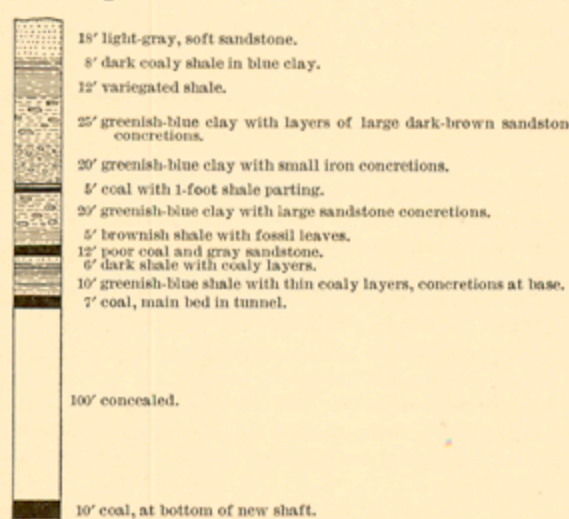 18′ light-gray, soft sandstone.
8′ dark coaly shale in blue clay.
12′ variegated shale.
25′ greenish-blue clay with layers of large dark-brown sandston
concretions.
20′ greenish-blue clay with small iron concretions.
5′ coal with 1-foot shale parting.
20′ greenish-blue clay with large sandstone concretions.
5′ brownish shale with fossil leaves.
12′ poor coal and gray sandstone.
6′ dark shale with coaly layers.
10′ greenish-blue shale with thin coaly layers, concretions at base.
7′ coal, main bed in tunnel.
100′ concealed.
10′ coal, at bottom of new shaft.